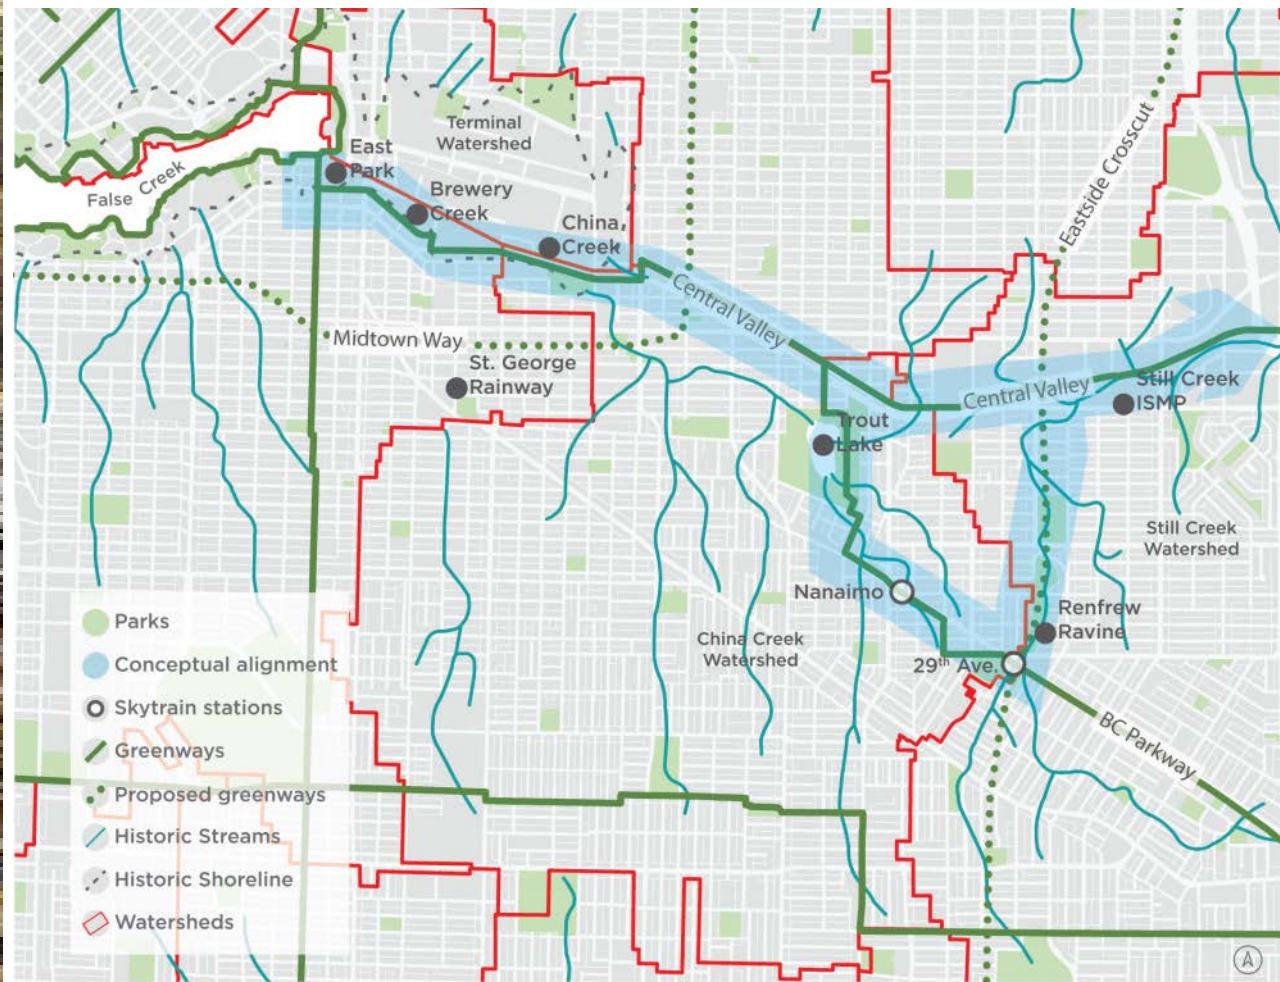 Terminal
Watershed
East
Park
False Creek
Brewery
Creek
China
Creek
Eastside Crosscut
Central Valley
Midtown Way
St. George
Rainway
Central Valley
Still Creek
ISMP
Trout
Lake
Still Creek
Watershed
Nanaimo
Renfrew
Ravine
China Creek
Watershed
29th Ave.
BC Parkway
Parks
Conceptual alignment
Skytrain stations
Greenways
Proposed greenways
Historic Streams
Historic Shoreline
Watersheds
A